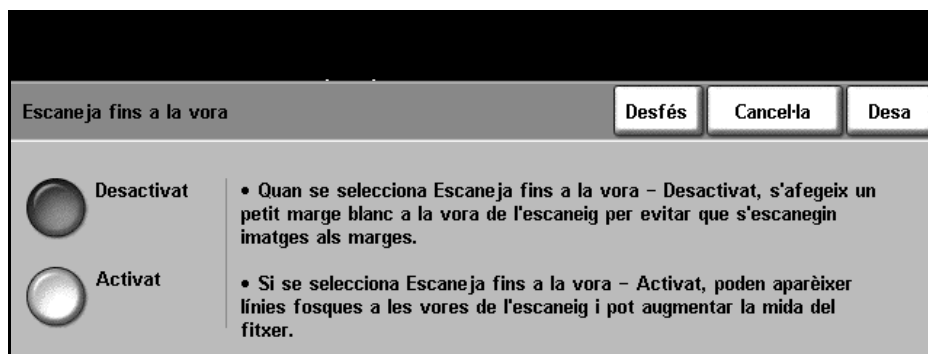 Escaneja fins a la vora
Desfés
Cancel·la
Desa
Desactivat
• Quan se selecciona Escaneja fins a la vora – Desactivat, s'afegeix un
petit marge blanc a la vora de l'escaneig per evitar que s'escanegin
imatges als marges.
Activat
• Si se selecciona Escaneja fins a la vora – Activat, poden aparèixer
línies fosques a les vores de l'escaneig i pot augmentar la mida del
fitxer.